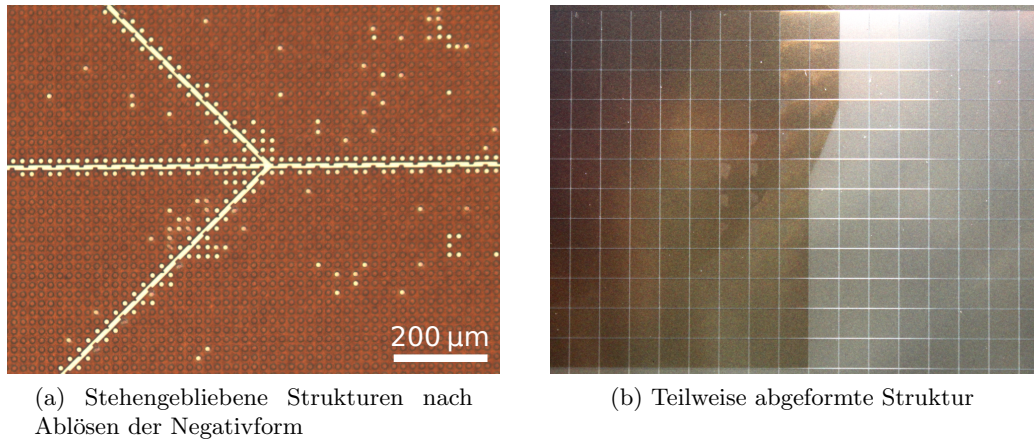 200 µm
(a) Stehengebliebene Strukturen nach
Ablösen der Negativform
(b) Teilweise abgeformte Struktur